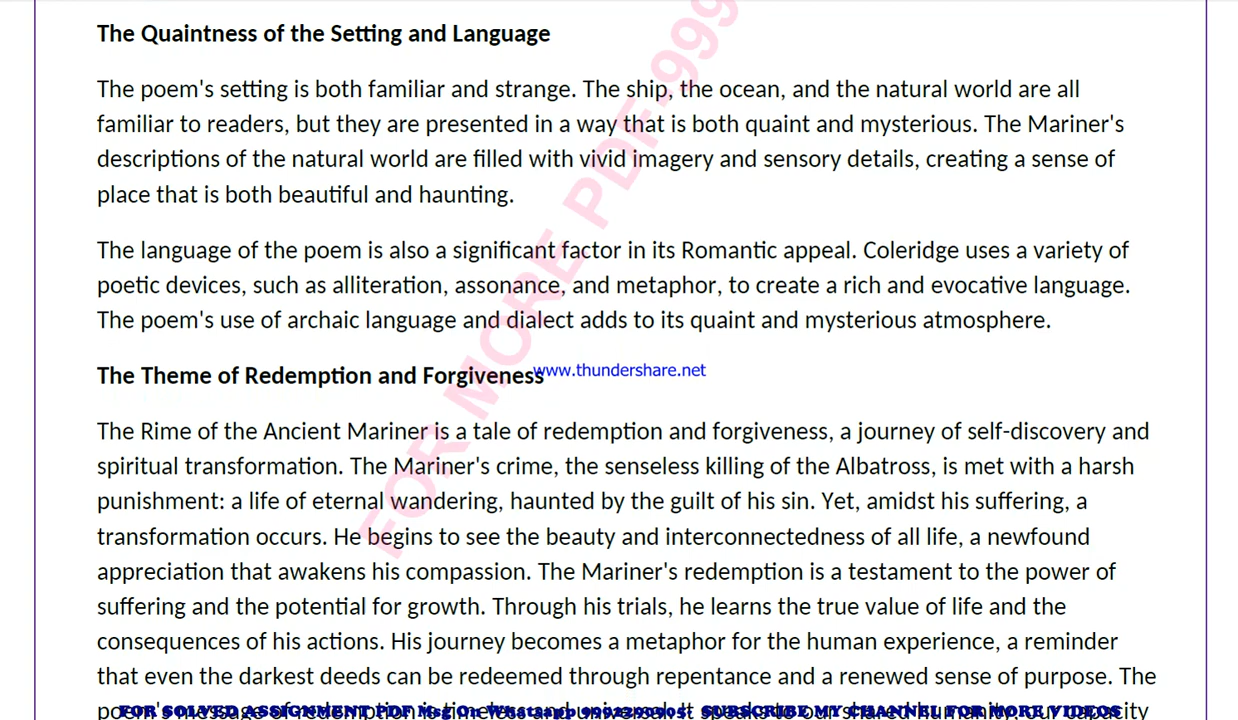 The Quaintness of the Setting and Language
The poem's setting is both familiar and strange. The ship, the ocean, and the natural world are all
familiar to readers, but they are presented in a way that is both quaint and mysterious. The Mariner's
descriptions of the natural world are filled with vivid imagery and sensory details, creating a sense of
place that is both beautiful and haunting.
The language of the poem is also a significant factor in its Romantic appeal. Coleridge uses a variety of
poetic devices, such as alliteration, assonance, and metaphor, to create a rich and evocative language.
The poem's use of archaic language and dialect adds to its quaint and mysterious atmosphere.
The Theme of Redemption and Forgiveness
www.thundershare.net
The Rime of the Ancient Mariner is a tale of redemption and forgiveness, a journey of self-discovery and
spiritual transformation. The Mariner's crime, the senseless killing of the Albatross, is met with a harsh
punishment: a life of eternal wandering, haunted by the guilt of his sin. Yet, amidst his suffering, a
transformation occurs. He begins to see the beauty and interconnectedness of all life, a newfound
appreciation that awakens his compassion. The Mariner's redemption is a testament to the power of
suffering and the potential for growth. Through his trials, he learns the true value of life and the
consequences of his actions. His journey becomes a metaphor for the human experience, a reminder
that even the darkest deeds can be redeemed through repentance and a renewed sense of purpose. The
FOR MORE PDF-999
FOR SOLVED ASSIGNMENT PDF Msg On Whatsapp SUBSCRIBE MY CHANNEL FOR MORE VIDEOS